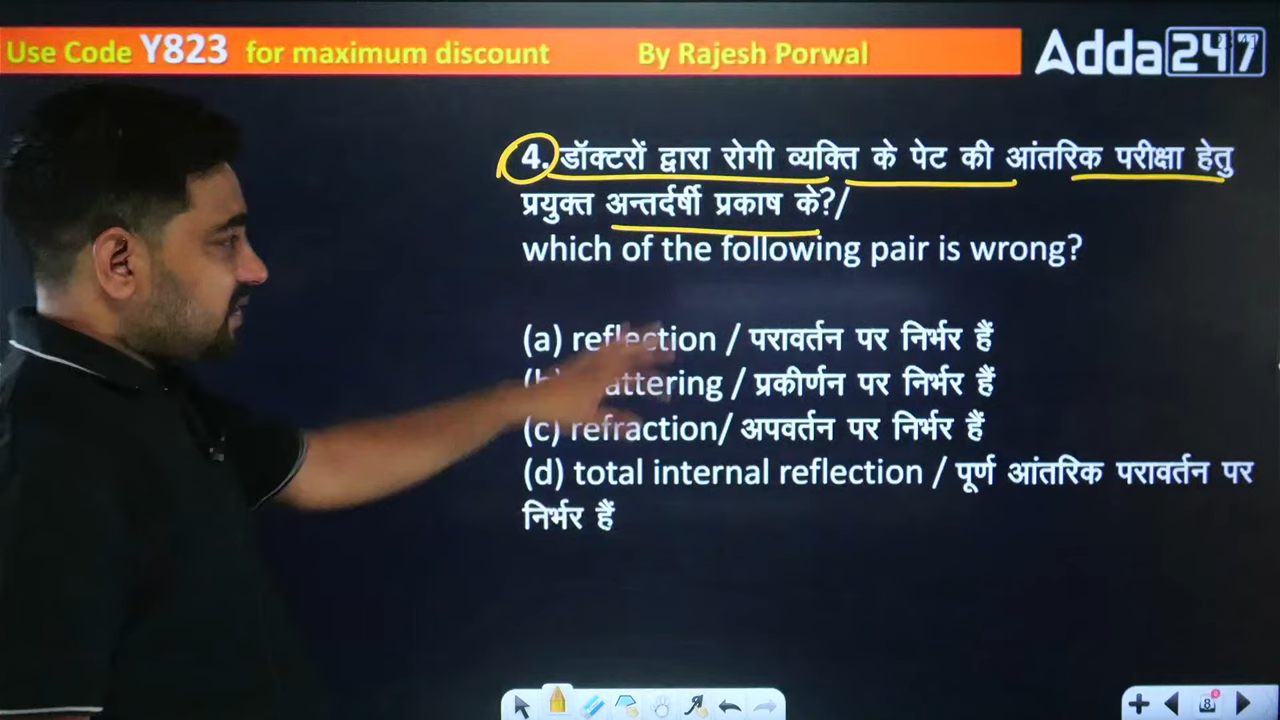 Use Code Y823 for maximum discount By Rajesh Porwal
Adda247
4. डॉक्टरों द्वारा रोगी व्यक्ति के पेट की आंतरिक परीक्षा हेतु
प्रयुक्त अन्तर्दर्षी प्रकाष के?/
which of the following pair is wrong?
(a) reflection / परावर्तन पर निर्भर हैं
/ प्रकीर्णन पर निर्भर हैं
(c) refraction/ अपवर्तन पर निर्भर हैं
(d) total internal reflection / पूर्ण आंतरिक परावर्तन पर
निर्भर हैं
8